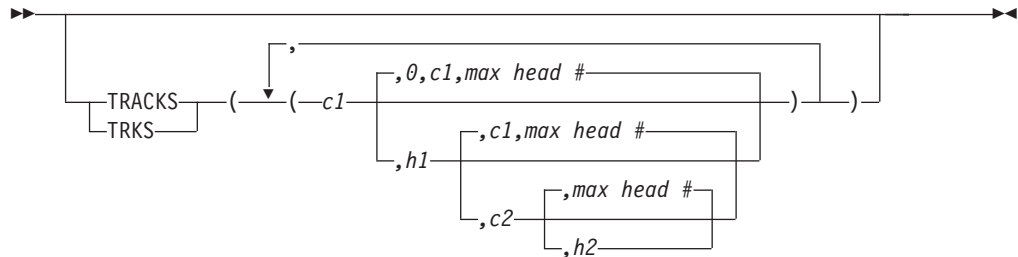 ,
,0,c1,max head #
TRACKS ( ( c1 ) )
TRKS
,c1,max head #
,h1
,max head #
,c2
,h2